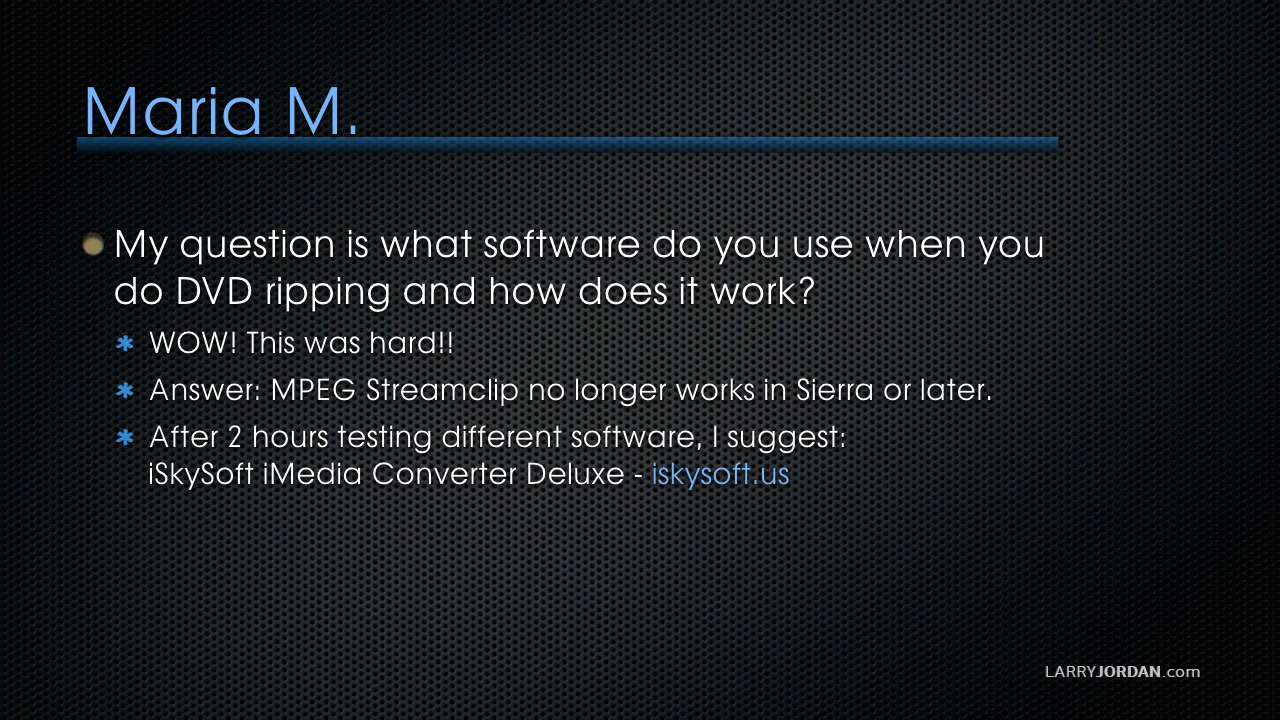 Maria M.
My question is what software do you use when you
do DVD ripping and how does it work?
WOW! This was hard!!
Answer: MPEG Streamclip no longer works in Sierra or later.
After 2 hours testing different software, I suggest:
iSkySoft iMedia Converter Deluxe - iskysoft.us
LARRYJORDAN.com